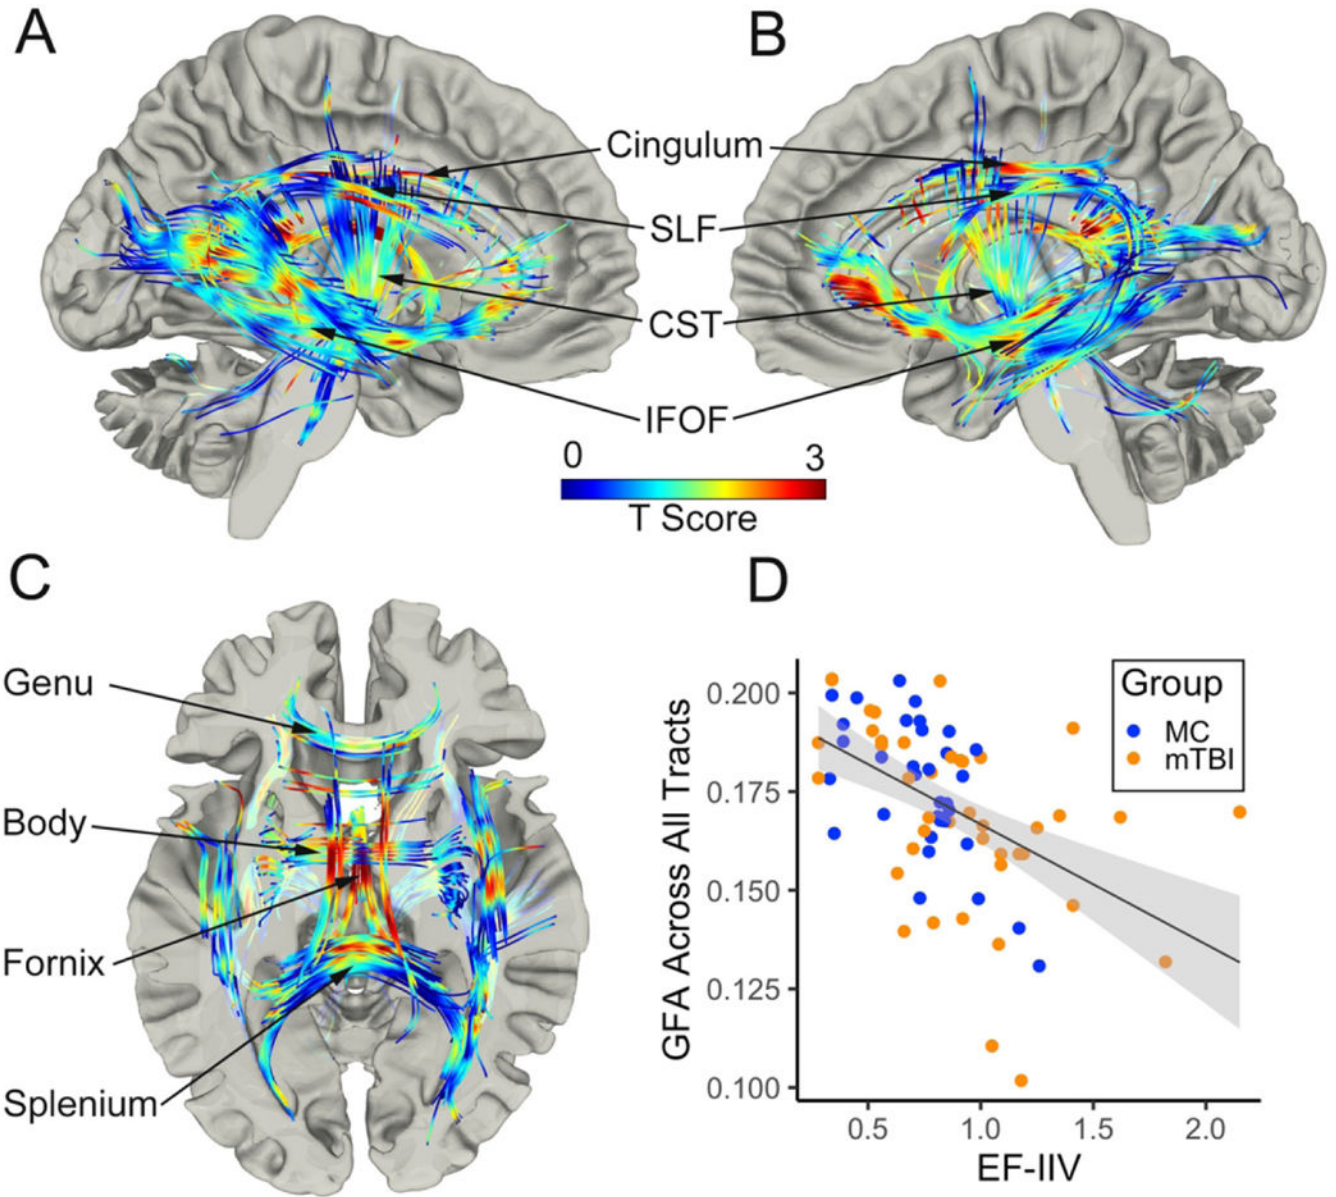 A
B
Cingulum
SLF
CST
IFOF
0 3
T Score
C
D
Genu
Body
Fornix
Splenium
GFA Across All Tracts
0.200
0.175
0.150
0.125
0.100
Group
MC
mTBI
0.5 1.0 1.5 2.0
EF-IIV